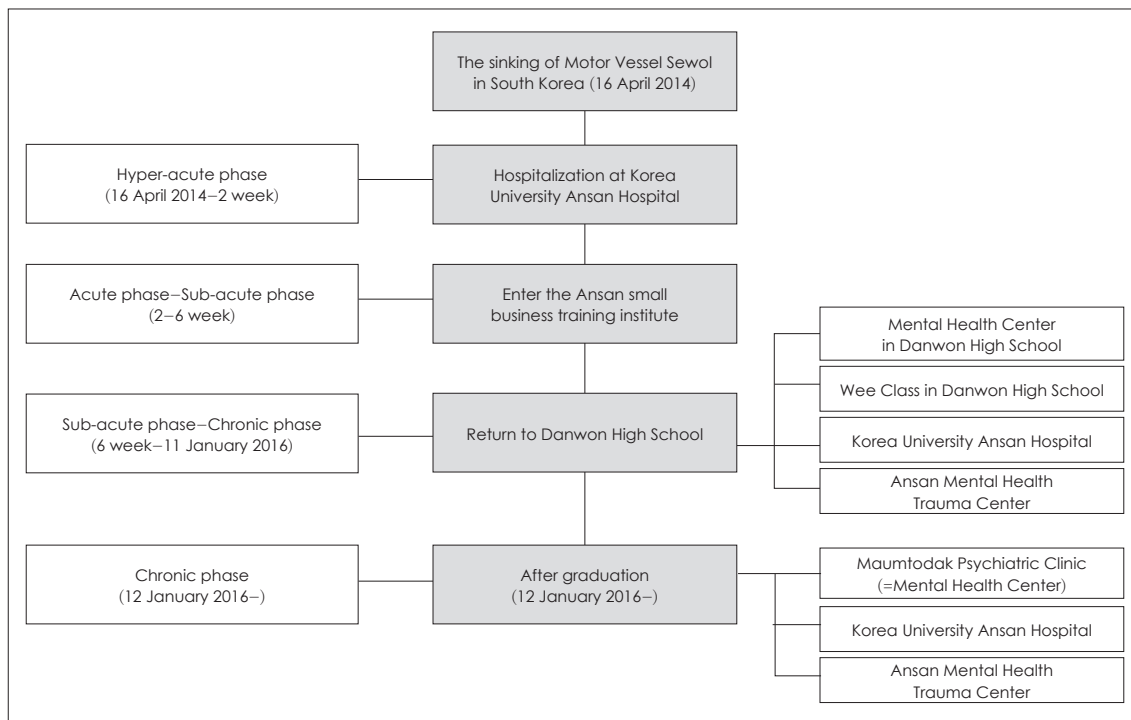 The sinking of Motor Vessel Sewol
in South Korea (16 April 2014)
Hyper-acute phase
(16 April 2014–2 week)
Hospitalization at Korea
University Ansan Hospital
Acute phase–Sub-acute phase
(2–6 week)
Enter the Ansan small
business training institute
Sub-acute phase–Chronic phase
(6 week–11 January 2016)
Return to Danwon High School
Mental Health Center
in Danwon High School
Wee Class in Danwon High School
Korea University Ansan Hospital
Ansan Mental Health
Trauma Center
Chronic phase
(12 January 2016–)
After graduation
(12 January 2016–)
Maumtodak Psychiatric Clinic
(=Mental Health Center)
Korea University Ansan Hospital
Ansan Mental Health
Trauma Center